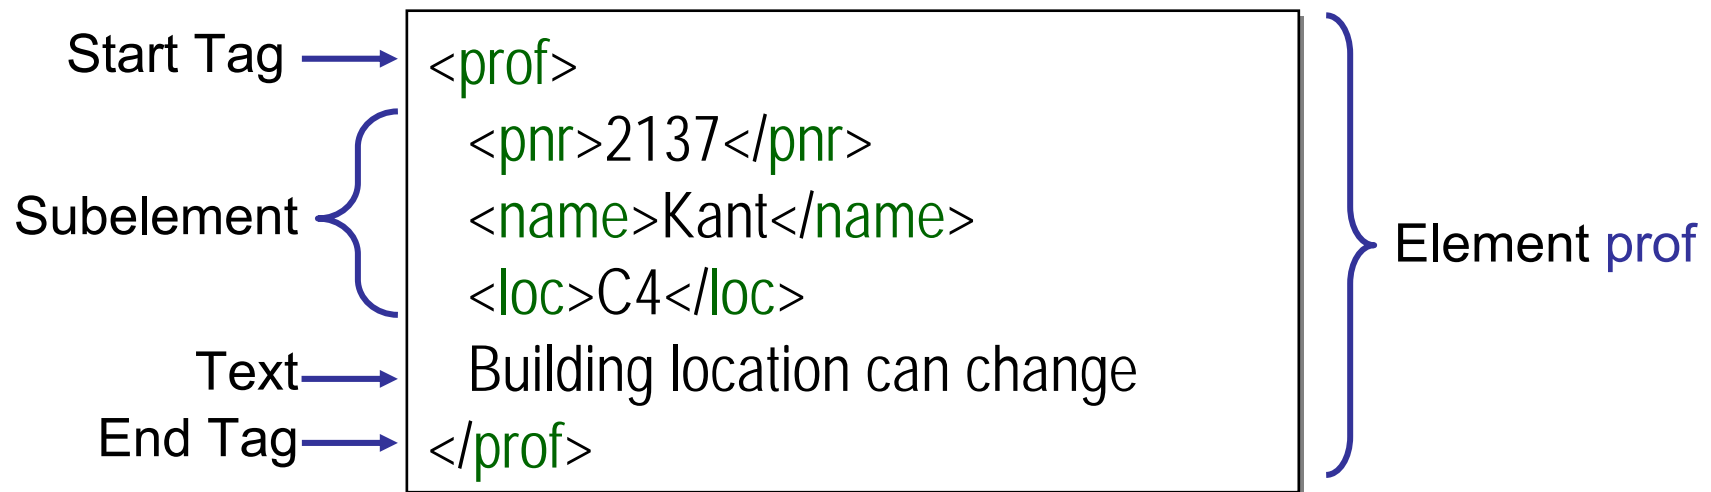 Start Tag
<prof>
<pnr>2137</pnr>
Subelement
<name>Kant</name>
Element prof
<loc>C4</loc>
Text
Building location can change
End Tag
</prof>